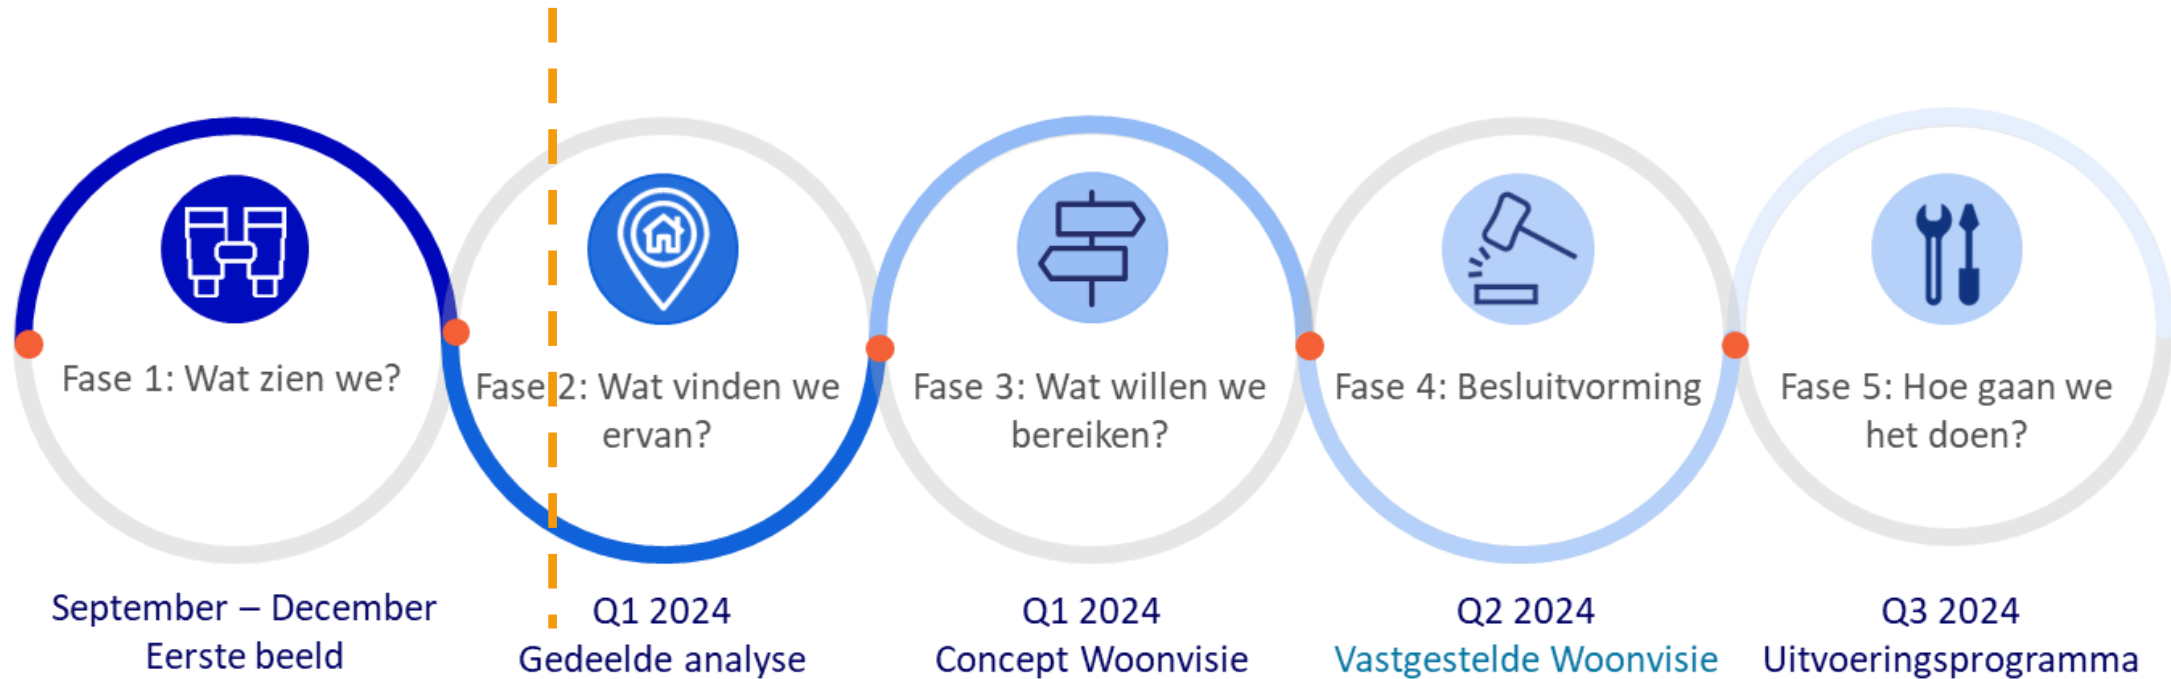 Fase 1: Wat zien we?
Fase 2: Wat vinden we
ervan?
Fase 3: Wat willen we
bereiken?
Fase 4: Besluitvorming
Fase 5: Hoe gaan we
het doen?
September – December
Eerste beeld
Q1 2024
Gedeelde analyse
Q1 2024
Concept Woonvisie
Q2 2024
Vastgestelde Woonvisie
Q3 2024
Uitvoeringsprogramma